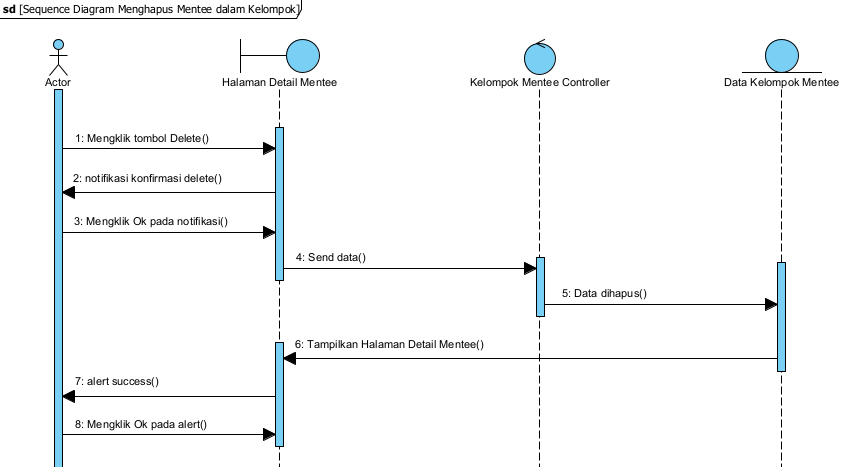 sd [Sequence Diagram Menghapus Mentee dalam Kelompok]
Actor
Halaman Detail Mentee
Kelompok Mentee Controller
Data Kelompok Mentee
1: Mengklik tombol Delete()
2: notifikasi konfirmasi delete()
3: Mengklik Ok pada notifikasi()
4: Send data()
5: Data dihapus()
6: Tampilkan Halaman Detail Mentee()
7: alert success()
8: Mengklik Ok pada alert()